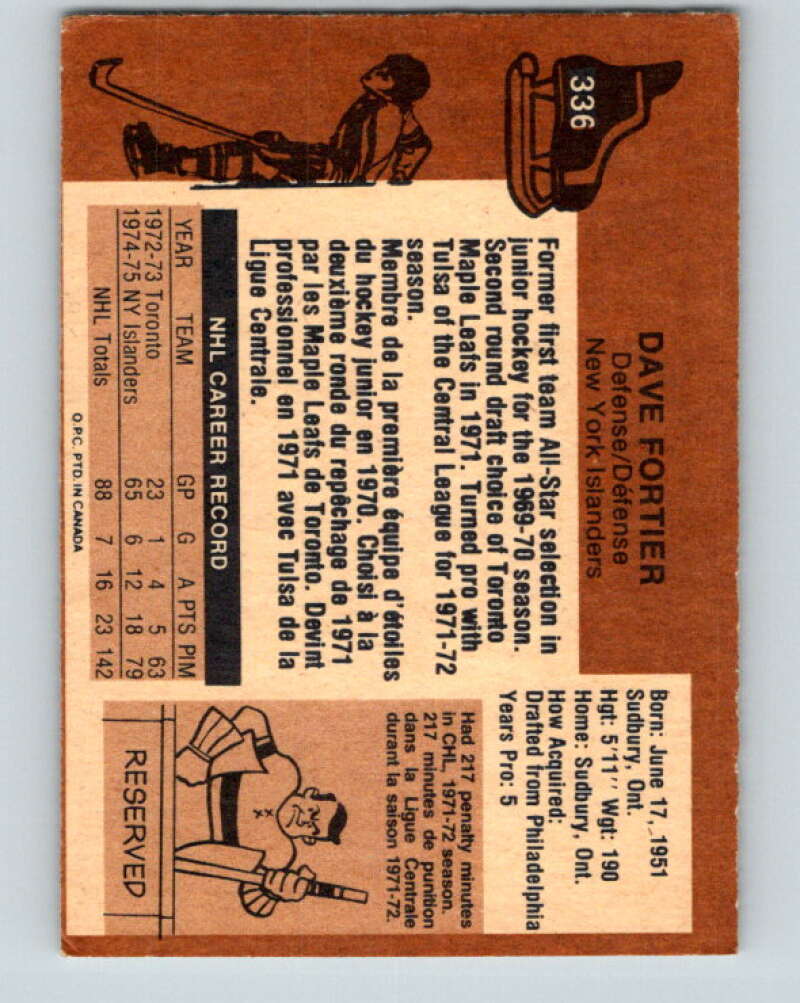 336
DAVE FORTIER
Defense/Défense
New York Islanders
Born: June 17, 1951
Sudbury, Ont.
Hgt: 5'11'' Wgt: 190
Home: Sudbury, Ont.
How Acquired:
Drafted from Philadelphia
Years Pro: 5
Former first team All-Star selection in
junior hockey for the 1969-70 season.
Second round draft choice of Toronto
Maple Leafs in 1971. Turned pro with
Tulsa of the Central League for 1971-72
season.
Membre de la première équipe d'étoiles
du hockey junior en 1970. Choisi à la
deuxième ronde du repêchage de 1971
par les Maple Leafs de Toronto. Devint
professionnel en 1971 avec Tulsa de la
Ligue Centrale.
NHL CAREER RECORD
YEAR TEAM GP G A PTS PIM
1972-73 Toronto 23 1 4 5 63
1974-75 NY Islanders 65 6 12 18 79
NHL Totals 88 7 16 23 142
O.P.C. PTD. IN CANADA
Had 217 penalty minutes
in CHL, 1971-72 season.
217 minutes de punition
dans la Ligue Centrale
durant la saison 1971-72.
RESERVED